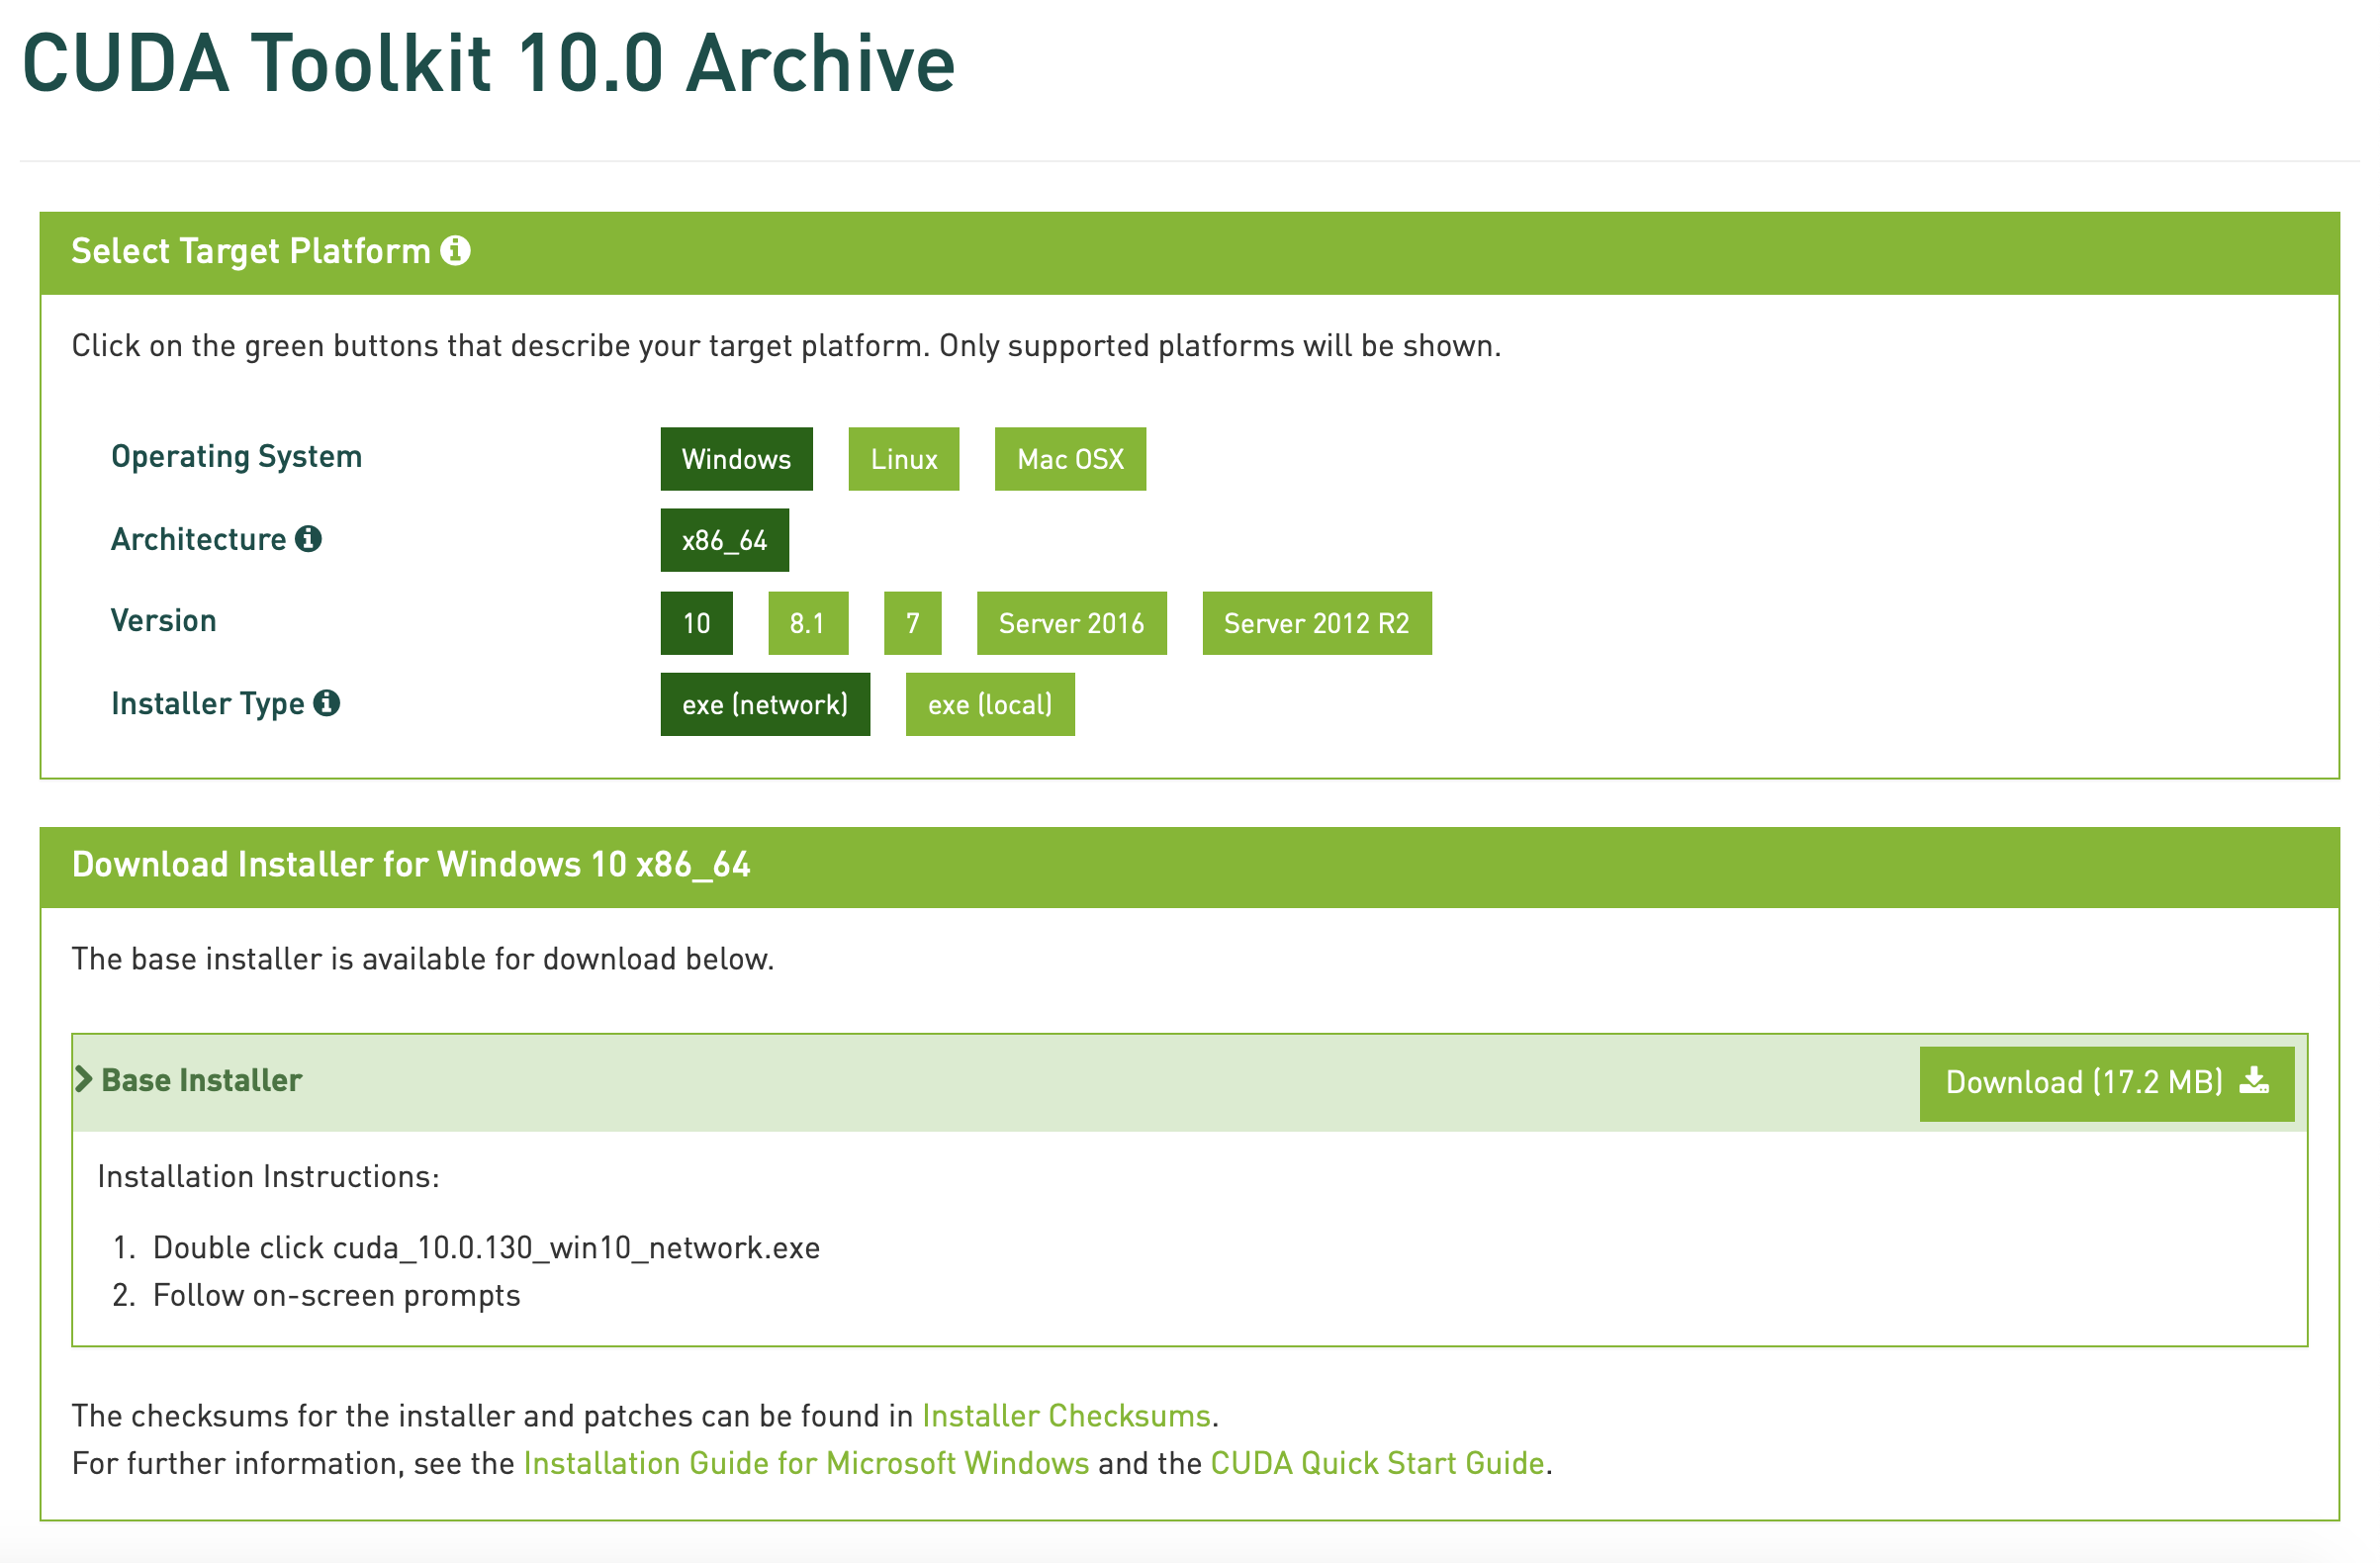 CUDA Toolkit 10.0 Archive
Select Target Platform
Click on the green buttons that describe your target platform. Only supported platforms will be shown.
Operating System Windows Linux Mac OSX
Architecture x86_64
Version 10 8.1 7 Server 2016 Server 2012 R2
Installer Type exe (network) exe (local)
Download Installer for Windows 10 x86_64
The base installer is available for download below.
Base Installer Download (17.2 MB)
Installation Instructions:
1. Double click cuda_10.0.130_win10_network.exe
2. Follow on-screen prompts
The checksums for the installer and patches can be found in Installer Checksums.
For further information, see the Installation Guide for Microsoft Windows and the CUDA Quick Start Guide.